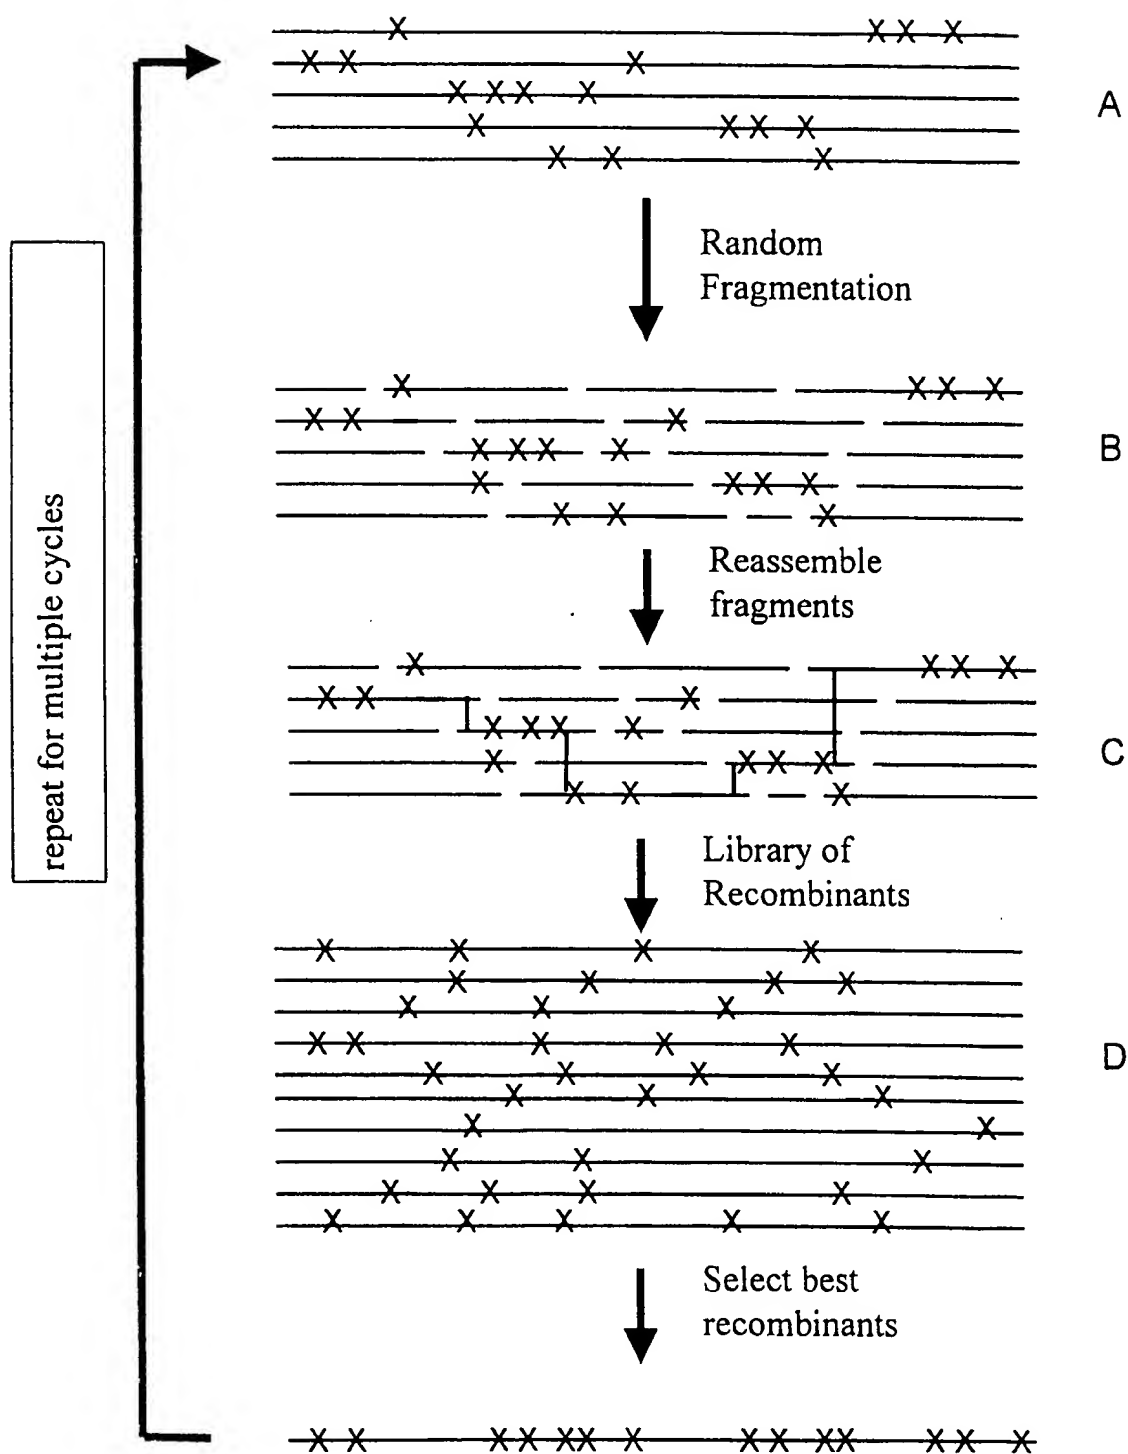 A
Random
Fragmentation
B
Reassemble
fragments
C
Library of
Recombinants
D
Select best
recombinants
repeat for multiple cycles